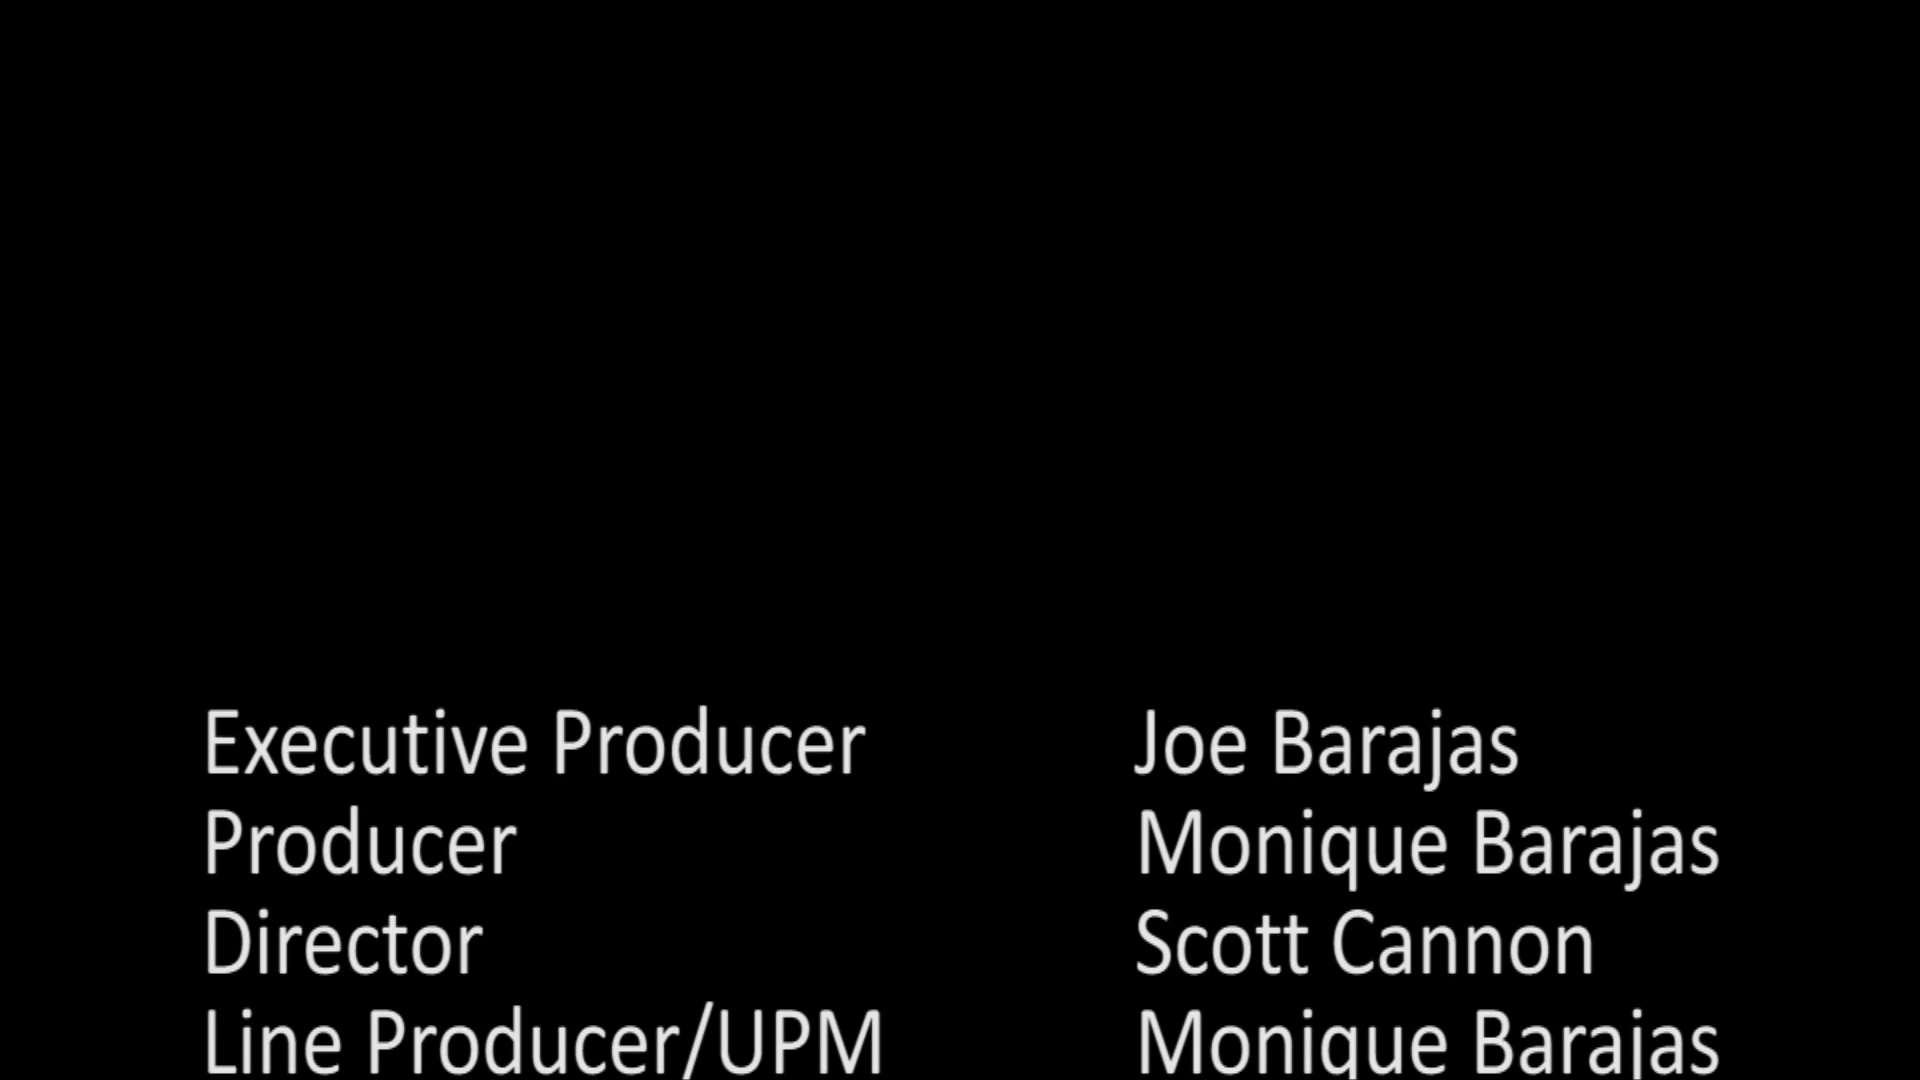 Executive Producer Joe Barajas
Producer Monique Barajas
Director Scott Cannon
Line Producer/UPM Monique Barajas